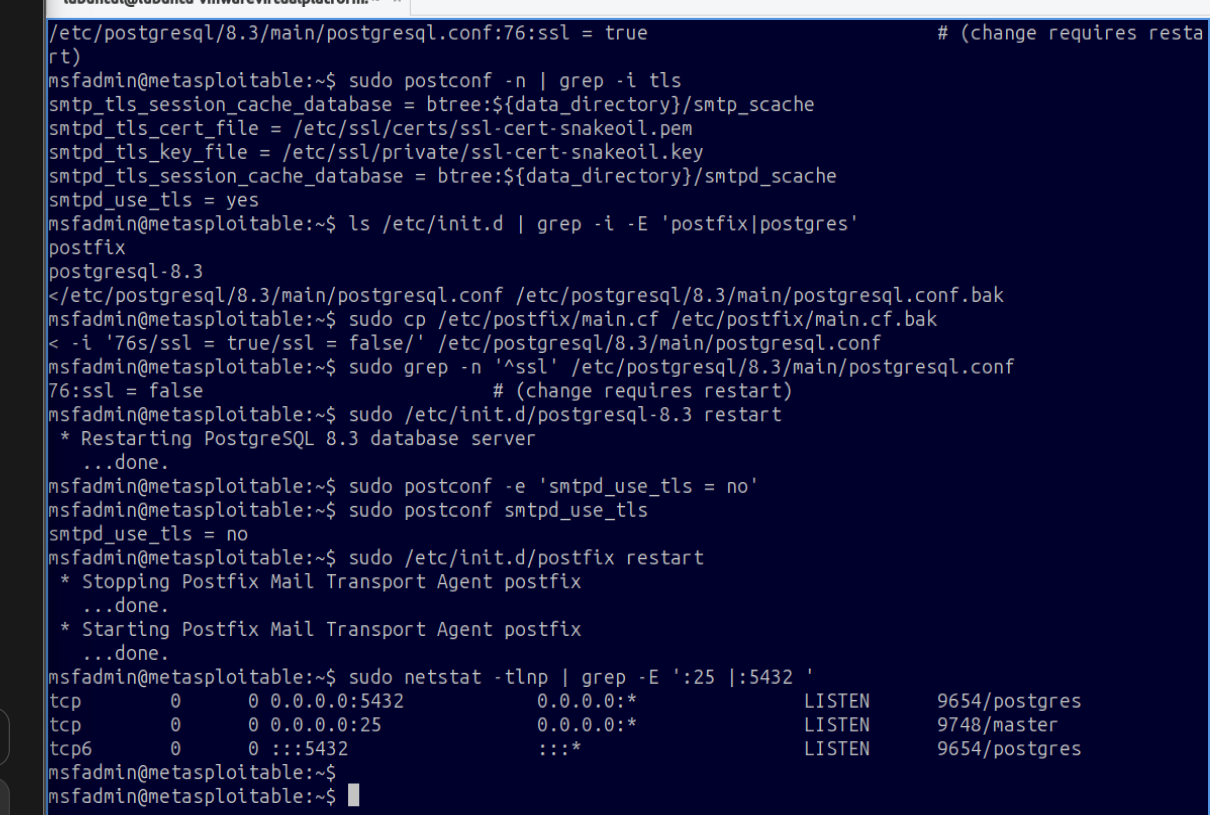 /etc/postgresql/8.3/main/postgresql.conf:76:ssl = true                          # (change requires resta
rt)
msfadmin@metasploitable:~$ sudo postconf -n | grep -i tls
smtp_tls_session_cache_database = btree:${data_directory}/smtp_scache
smtpd_tls_cert_file = /etc/ssl/certs/ssl-cert-snakeoil.pem
smtpd_tls_key_file = /etc/ssl/private/ssl-cert-snakeoil.key
smtpd_tls_session_cache_database = btree:${data_directory}/smtpd_scache
smtpd_use_tls = yes
msfadmin@metasploitable:~$ ls /etc/init.d | grep -i -E 'postfix|postgres'
postfix
postgresql-8.3
</etc/postgresql/8.3/main/postgresql.conf /etc/postgresql/8.3/main/postgresql.conf.bak
msfadmin@metasploitable:~$ sudo cp /etc/postfix/main.cf /etc/postfix/main.cf.bak
< -i '76s/ssl = true/ssl = false/' /etc/postgresql/8.3/main/postgresql.conf
msfadmin@metasploitable:~$ sudo grep -n '^ssl' /etc/postgresql/8.3/main/postgresql.conf
76:ssl = false                          # (change requires restart)
msfadmin@metasploitable:~$ sudo /etc/init.d/postgresql-8.3 restart
 * Restarting PostgreSQL 8.3 database server
   ...done.
msfadmin@metasploitable:~$ sudo postconf -e 'smtpd_use_tls = no'
msfadmin@metasploitable:~$ sudo postconf smtpd_use_tls
smtpd_use_tls = no
msfadmin@metasploitable:~$ sudo /etc/init.d/postfix restart
 * Stopping Postfix Mail Transport Agent postfix
   ...done.
 * Starting Postfix Mail Transport Agent postfix
   ...done.
msfadmin@metasploitable:~$ sudo netstat -tlnp | grep -E ':25 |:5432 '
tcp        0      0 0.0.0.0:5432            0.0.0.0:*               LISTEN      9654/postgres
tcp        0      0 0.0.0.0:25              0.0.0.0:*               LISTEN      9748/master
tcp6       0      0 :::5432                 :::*                    LISTEN      9654/postgres
msfadmin@metasploitable:~$
msfadmin@metasploitable:~$